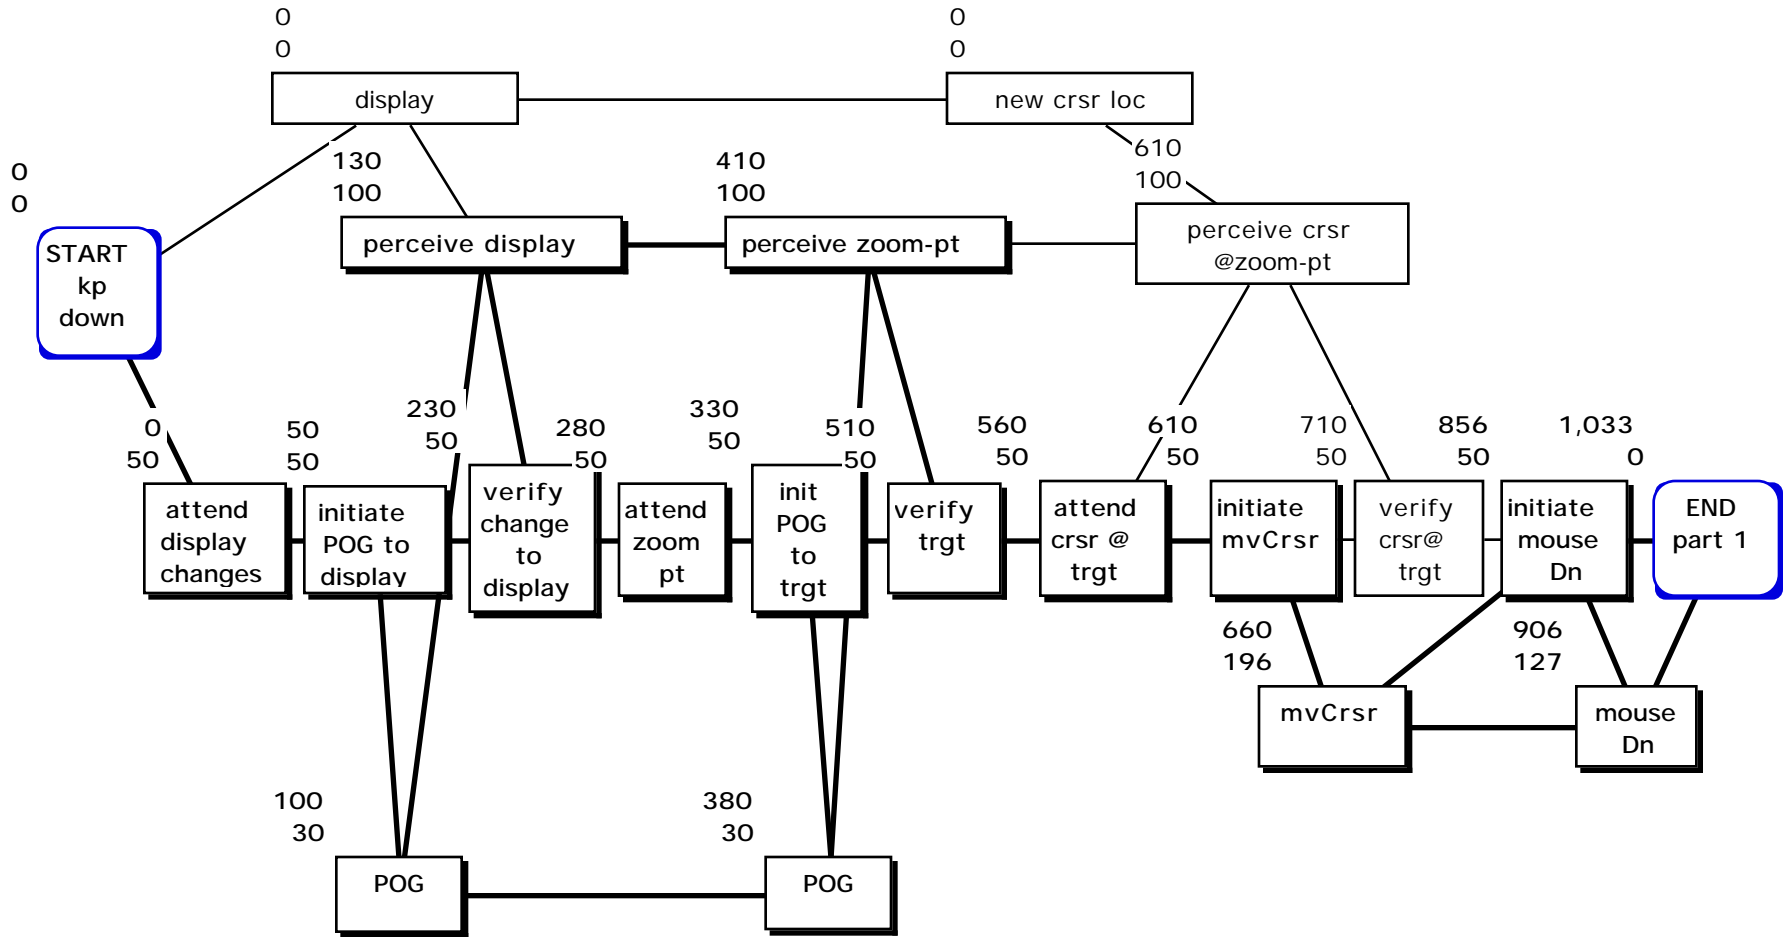 0
0
display
0
0
new crsr loc
0
0
START
kp
down
130
100
perceive display
410
100
perceive zoom-pt
610
100
perceive crsr
@zoom-pt
0
50
attend
display
changes
50
50
initiate
POG to
display
230
50
verify
change
to
display
280
50
attend
zoom
pt
330
50
init
POG
to
trgt
510
50
verify
trgt
560
50
attend
crsr @
trgt
610
50
initiate
mvCrsr
710
50
verify
crsr@
trgt
856
50
initiate
mouse
Dn
1,033
0
END
part 1
660
196
mvCrsr
906
127
mouse
Dn
100
30
POG
380
30
POG